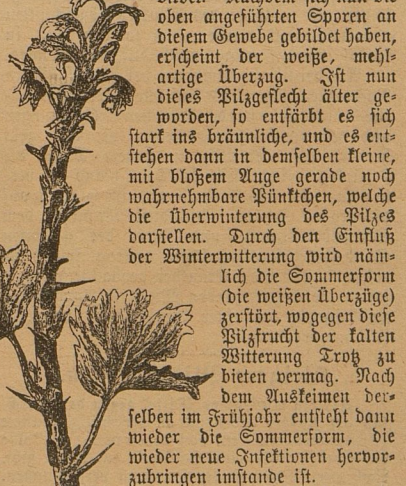 oben angeführten Sporen an
diesem Gewebe gebildet haben,
erscheint der weiße, mehl-
artige Überzug. Ist nun
dieses Pilzgeflecht älter ge-
worden, so entfärbt es sich
stark ins bräunliche, und es ent-
stehen dann in demselben kleine,
mit bloßem Auge gerade noch
wahrnehmbare Pünktchen, welche
die Überwinterung des Pilzes
darstellen. Durch den Einfluß
der Winterwitterung wird näm-
lich die Sommerform
(die weißen Überzüge)
zerstört, wogegen diese
Pilzfrucht der kalten
Witterung Trotz zu
bieten vermag. Nach
dem Auskeimen der-
selben im Frühjahr entsteht dann
wieder die Sommerform, die
wieder neue Infektionen hervor-
zubringen imstande ist.